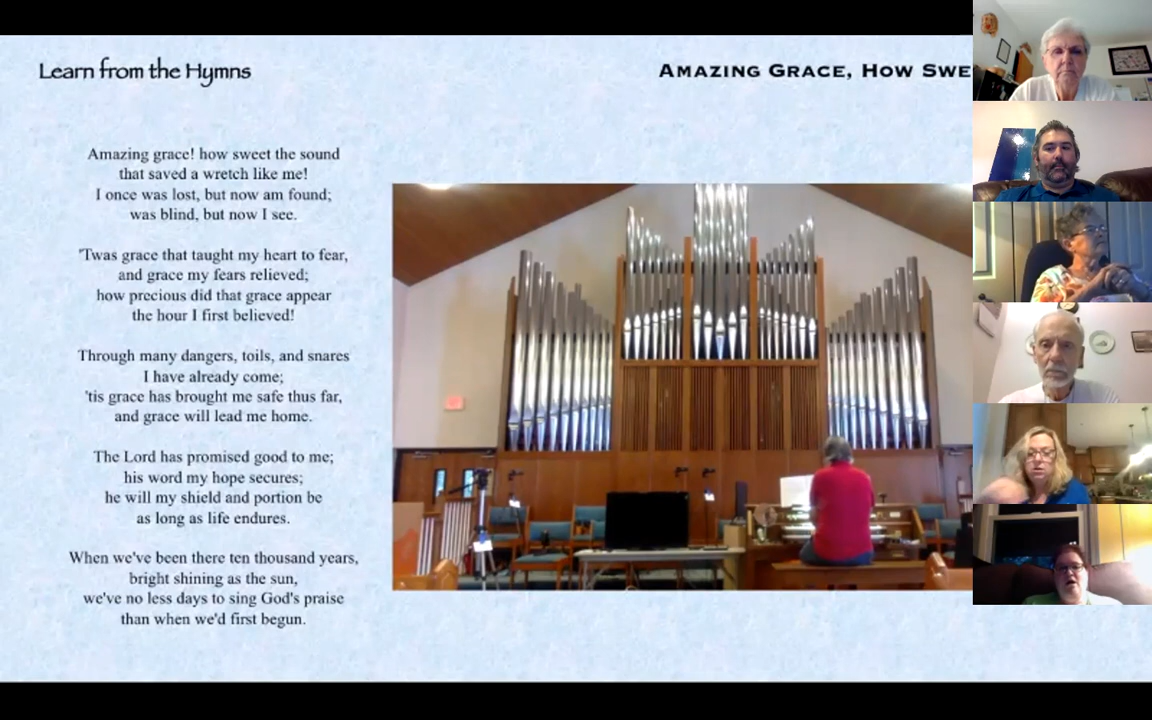 Learn from the Hymns
AMAZING GRACE, HOW SWE
Amazing grace! how sweet the sound
that saved a wretch like me!
I once was lost, but now am found;
was blind, but now I see.
'Twas grace that taught my heart to fear,
and grace my fears relieved;
how precious did that grace appear
the hour I first believed!
Through many dangers, toils, and snares
I have already come;
'tis grace has brought me safe thus far,
and grace will lead me home.
The Lord has promised good to me;
his word my hope secures;
he will my shield and portion be
as long as life endures.
When we've been there ten thousand years,
bright shining as the sun,
we've no less days to sing God's praise
than when we'd first begun.